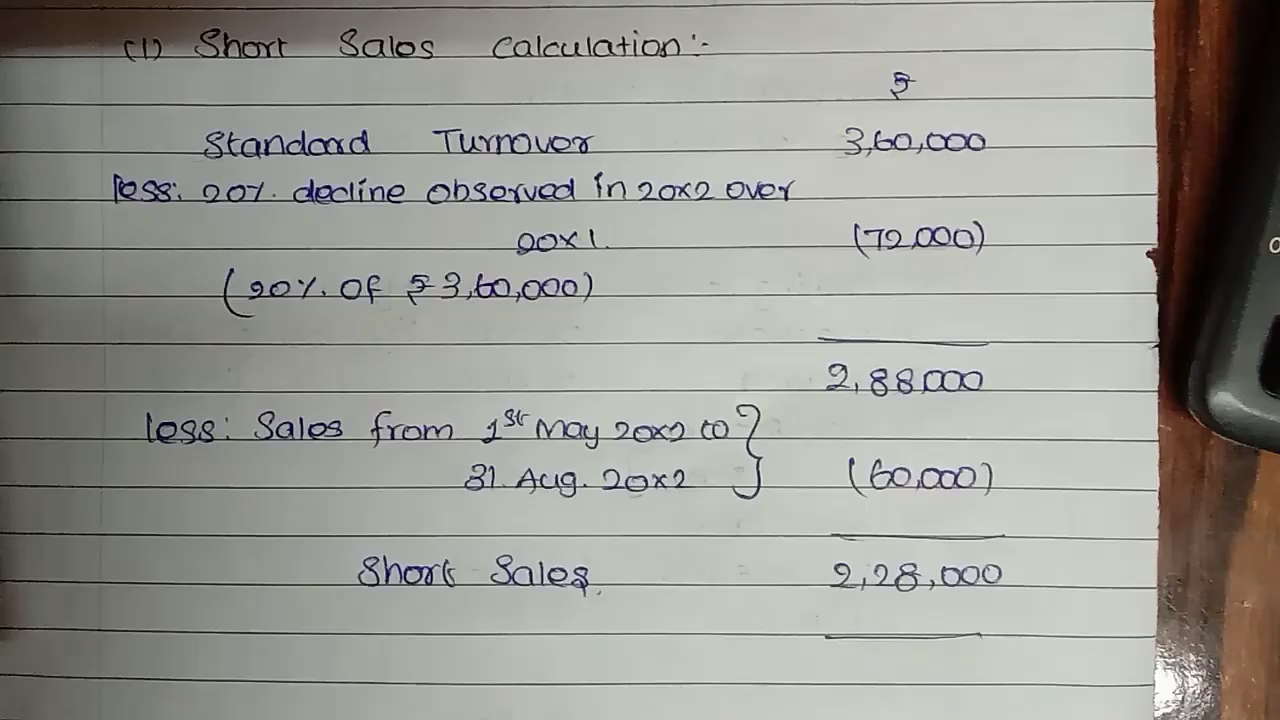 (1) Short Sales Calculation:-
₹
Standard Turnover 3,60,000
less: 20%. decline observed in 20x2 over
20x1. (72,000)
(20%. of ₹3,60,000)
2,88,000
less: Sales from 1st May 20x2 to
31. Aug. 20x2 (60,000)
Short Sales. 2,28,000